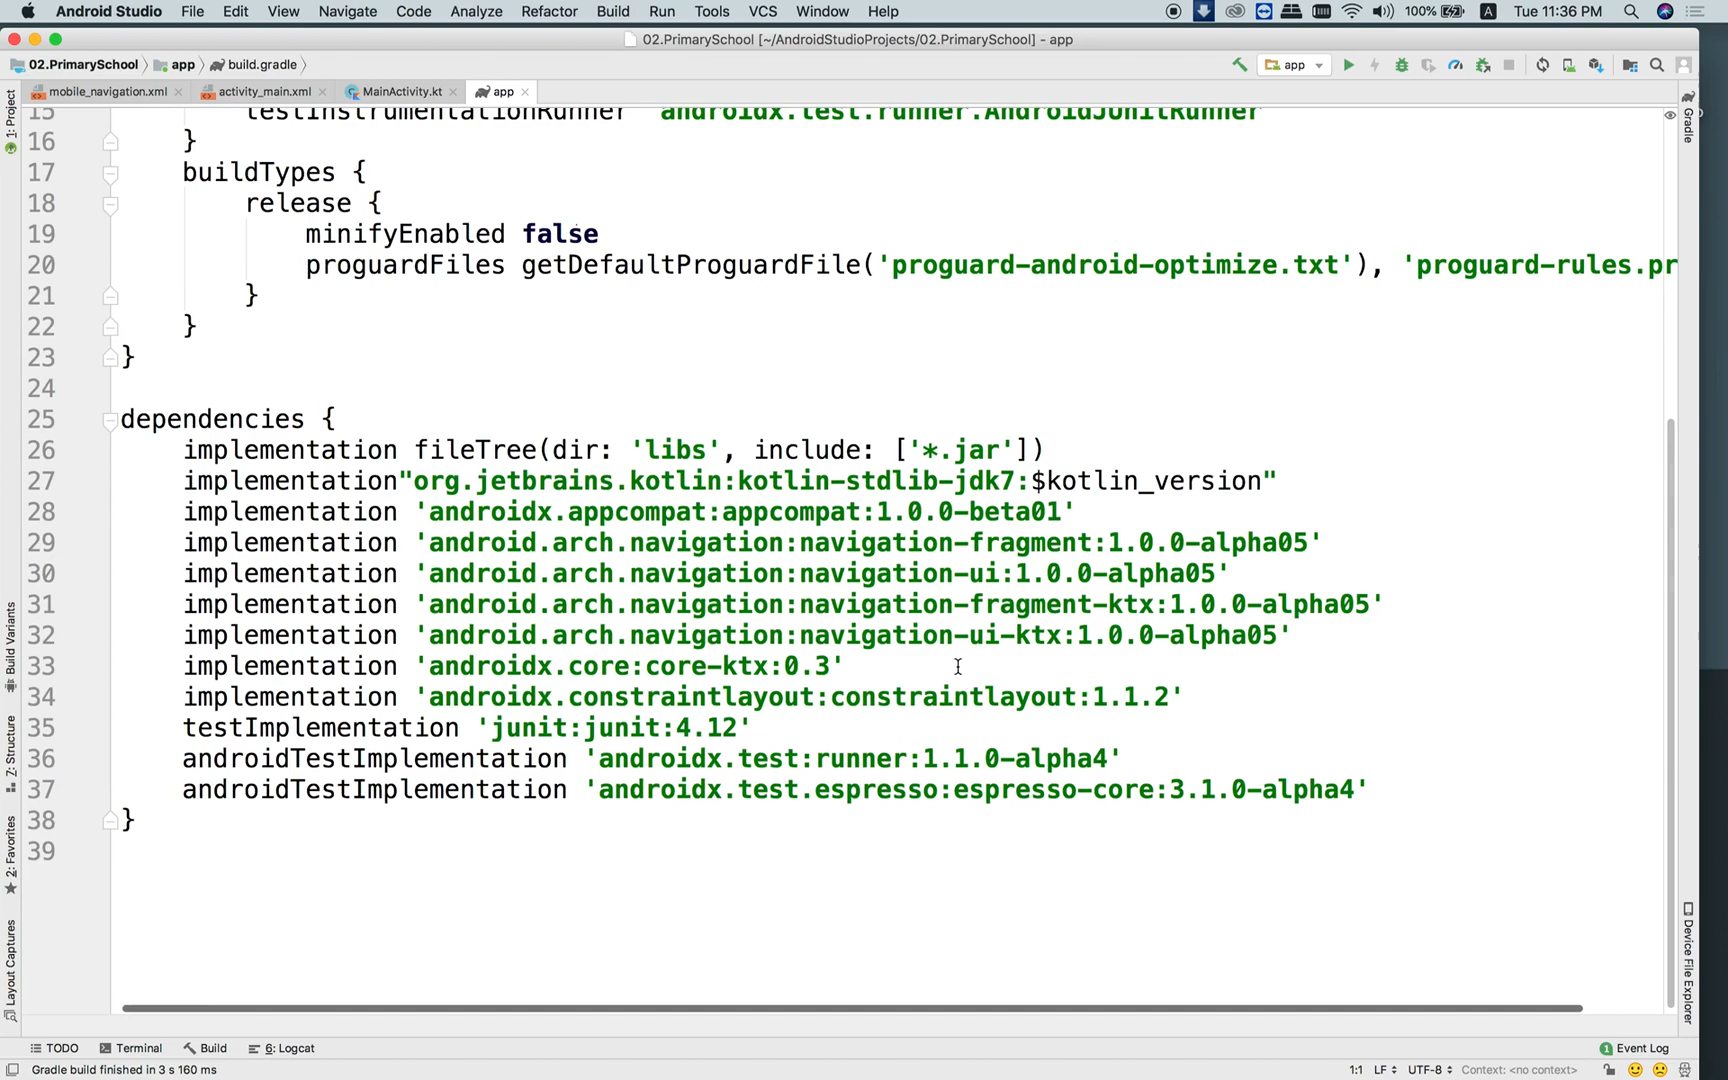 Android Studio File Edit View Navigate Code Analyze Refactor Build Run Tools VCS Window Help 100% A Tue 11:36 PM
02.PrimarySchool [~/AndroidStudioProjects/02.PrimarySchool] - app
02.PrimarySchool app build.gradle app
mobile_navigation.xml activity_main.xml MainActivity.kt app
15 testInstrumentationRunner "androidx.test.runner.AndroidJUnitRunner"
16 }
17 buildTypes {
18 release {
19 minifyEnabled false
20 proguardFiles getDefaultProguardFile('proguard-android-optimize.txt'), 'proguard-rules.pr
21 }
22 }
23 }
24
25 dependencies {
26 implementation fileTree(dir: 'libs', include: ['*.jar'])
27 implementation"org.jetbrains.kotlin:kotlin-stdlib-jdk7:$kotlin_version"
28 implementation 'androidx.appcompat:appcompat:1.0.0-beta01'
29 implementation 'android.arch.navigation:navigation-fragment:1.0.0-alpha05'
30 implementation 'android.arch.navigation:navigation-ui:1.0.0-alpha05'
31 implementation 'android.arch.navigation:navigation-fragment-ktx:1.0.0-alpha05'
32 implementation 'android.arch.navigation:navigation-ui-ktx:1.0.0-alpha05'
33 implementation 'androidx.core:core-ktx:0.3'
34 implementation 'androidx.constraintlayout:constraintlayout:1.1.2'
35 testImplementation 'junit:junit:4.12'
36 androidTestImplementation 'androidx.test:runner:1.1.0-alpha4'
37 androidTestImplementation 'androidx.test.espresso:espresso-core:3.1.0-alpha4'
38 }
39
1: Project
Build Variants
7: Structure
2: Favorites
Layout Captures
Gradle
Device File Explorer
TODO Terminal Build 6: Logcat 1 Event Log
Gradle build finished in 3 s 160 ms 1:1 LF UTF-8 Context: <no context>